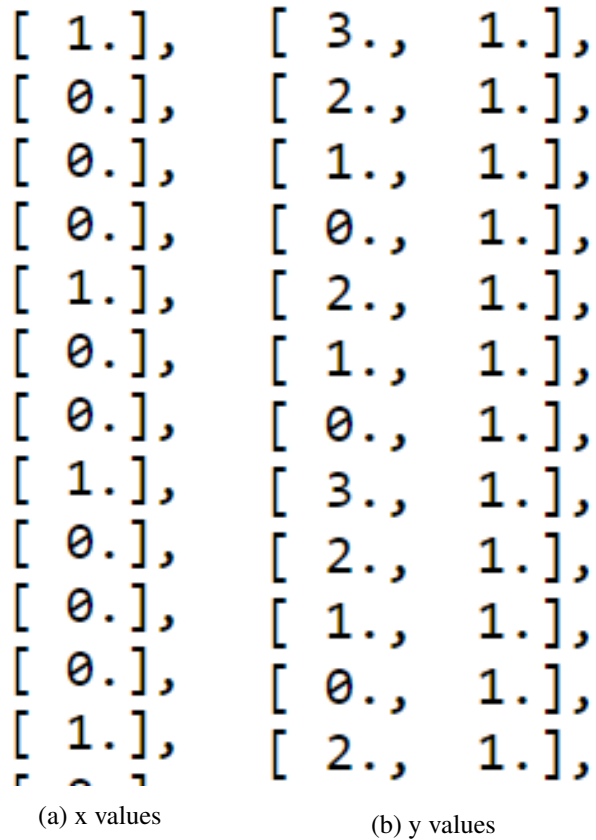 [ 1.], [ 3., 1.],
[ 0.], [ 2., 1.],
[ 0.], [ 1., 1.],
[ 0.], [ 0., 1.],
[ 1.], [ 2., 1.],
[ 0.], [ 1., 1.],
[ 0.], [ 0., 1.],
[ 1.], [ 3., 1.],
[ 0.], [ 2., 1.],
[ 0.], [ 1., 1.],
[ 0.], [ 0., 1.],
[ 1.], [ 2., 1.],
(a) x values (b) y values